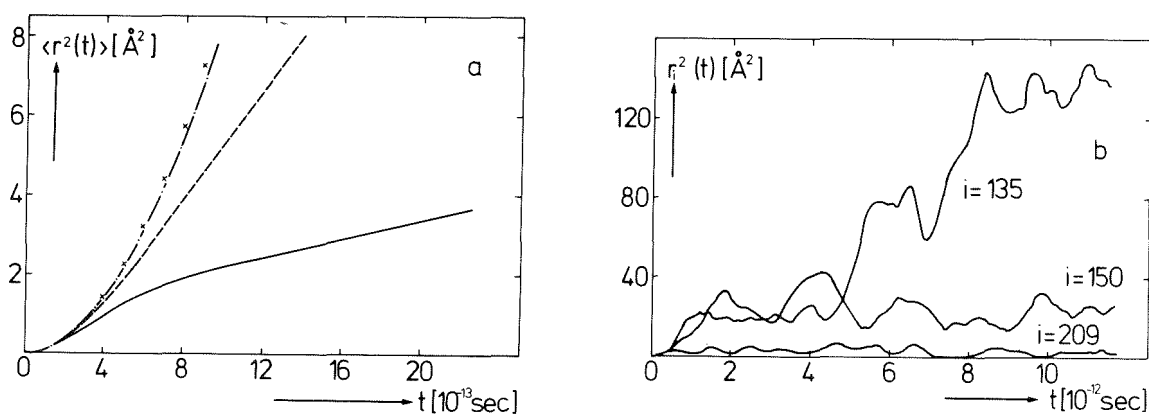 8
⟨r²(t)⟩[Å²]
a
6
4
2
0
4
8
12
16
20
t[10⁻¹³sec]
r_i²(t)[Å²]
120
b
i=135
80
i=150
40
i=209
0
2
4
6
8
10
t[10⁻¹²sec]